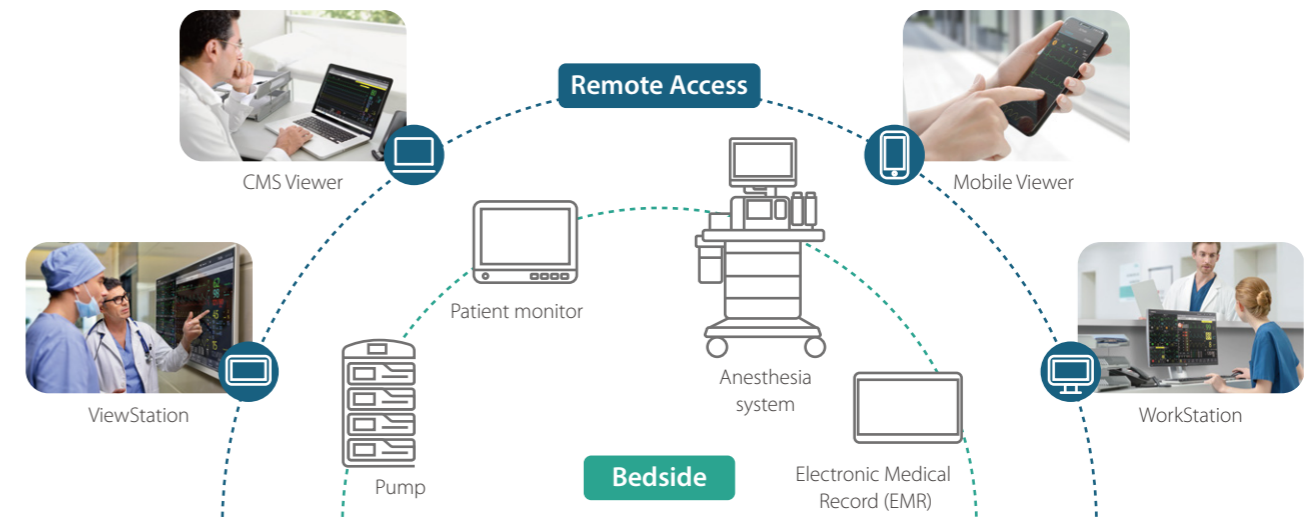 Remote Access
CMS Viewer
Mobile Viewer
Patient monitor
Anesthesia
system
ViewStation
WorkStation
Pump
Bedside
Electronic Medical
Record (EMR)